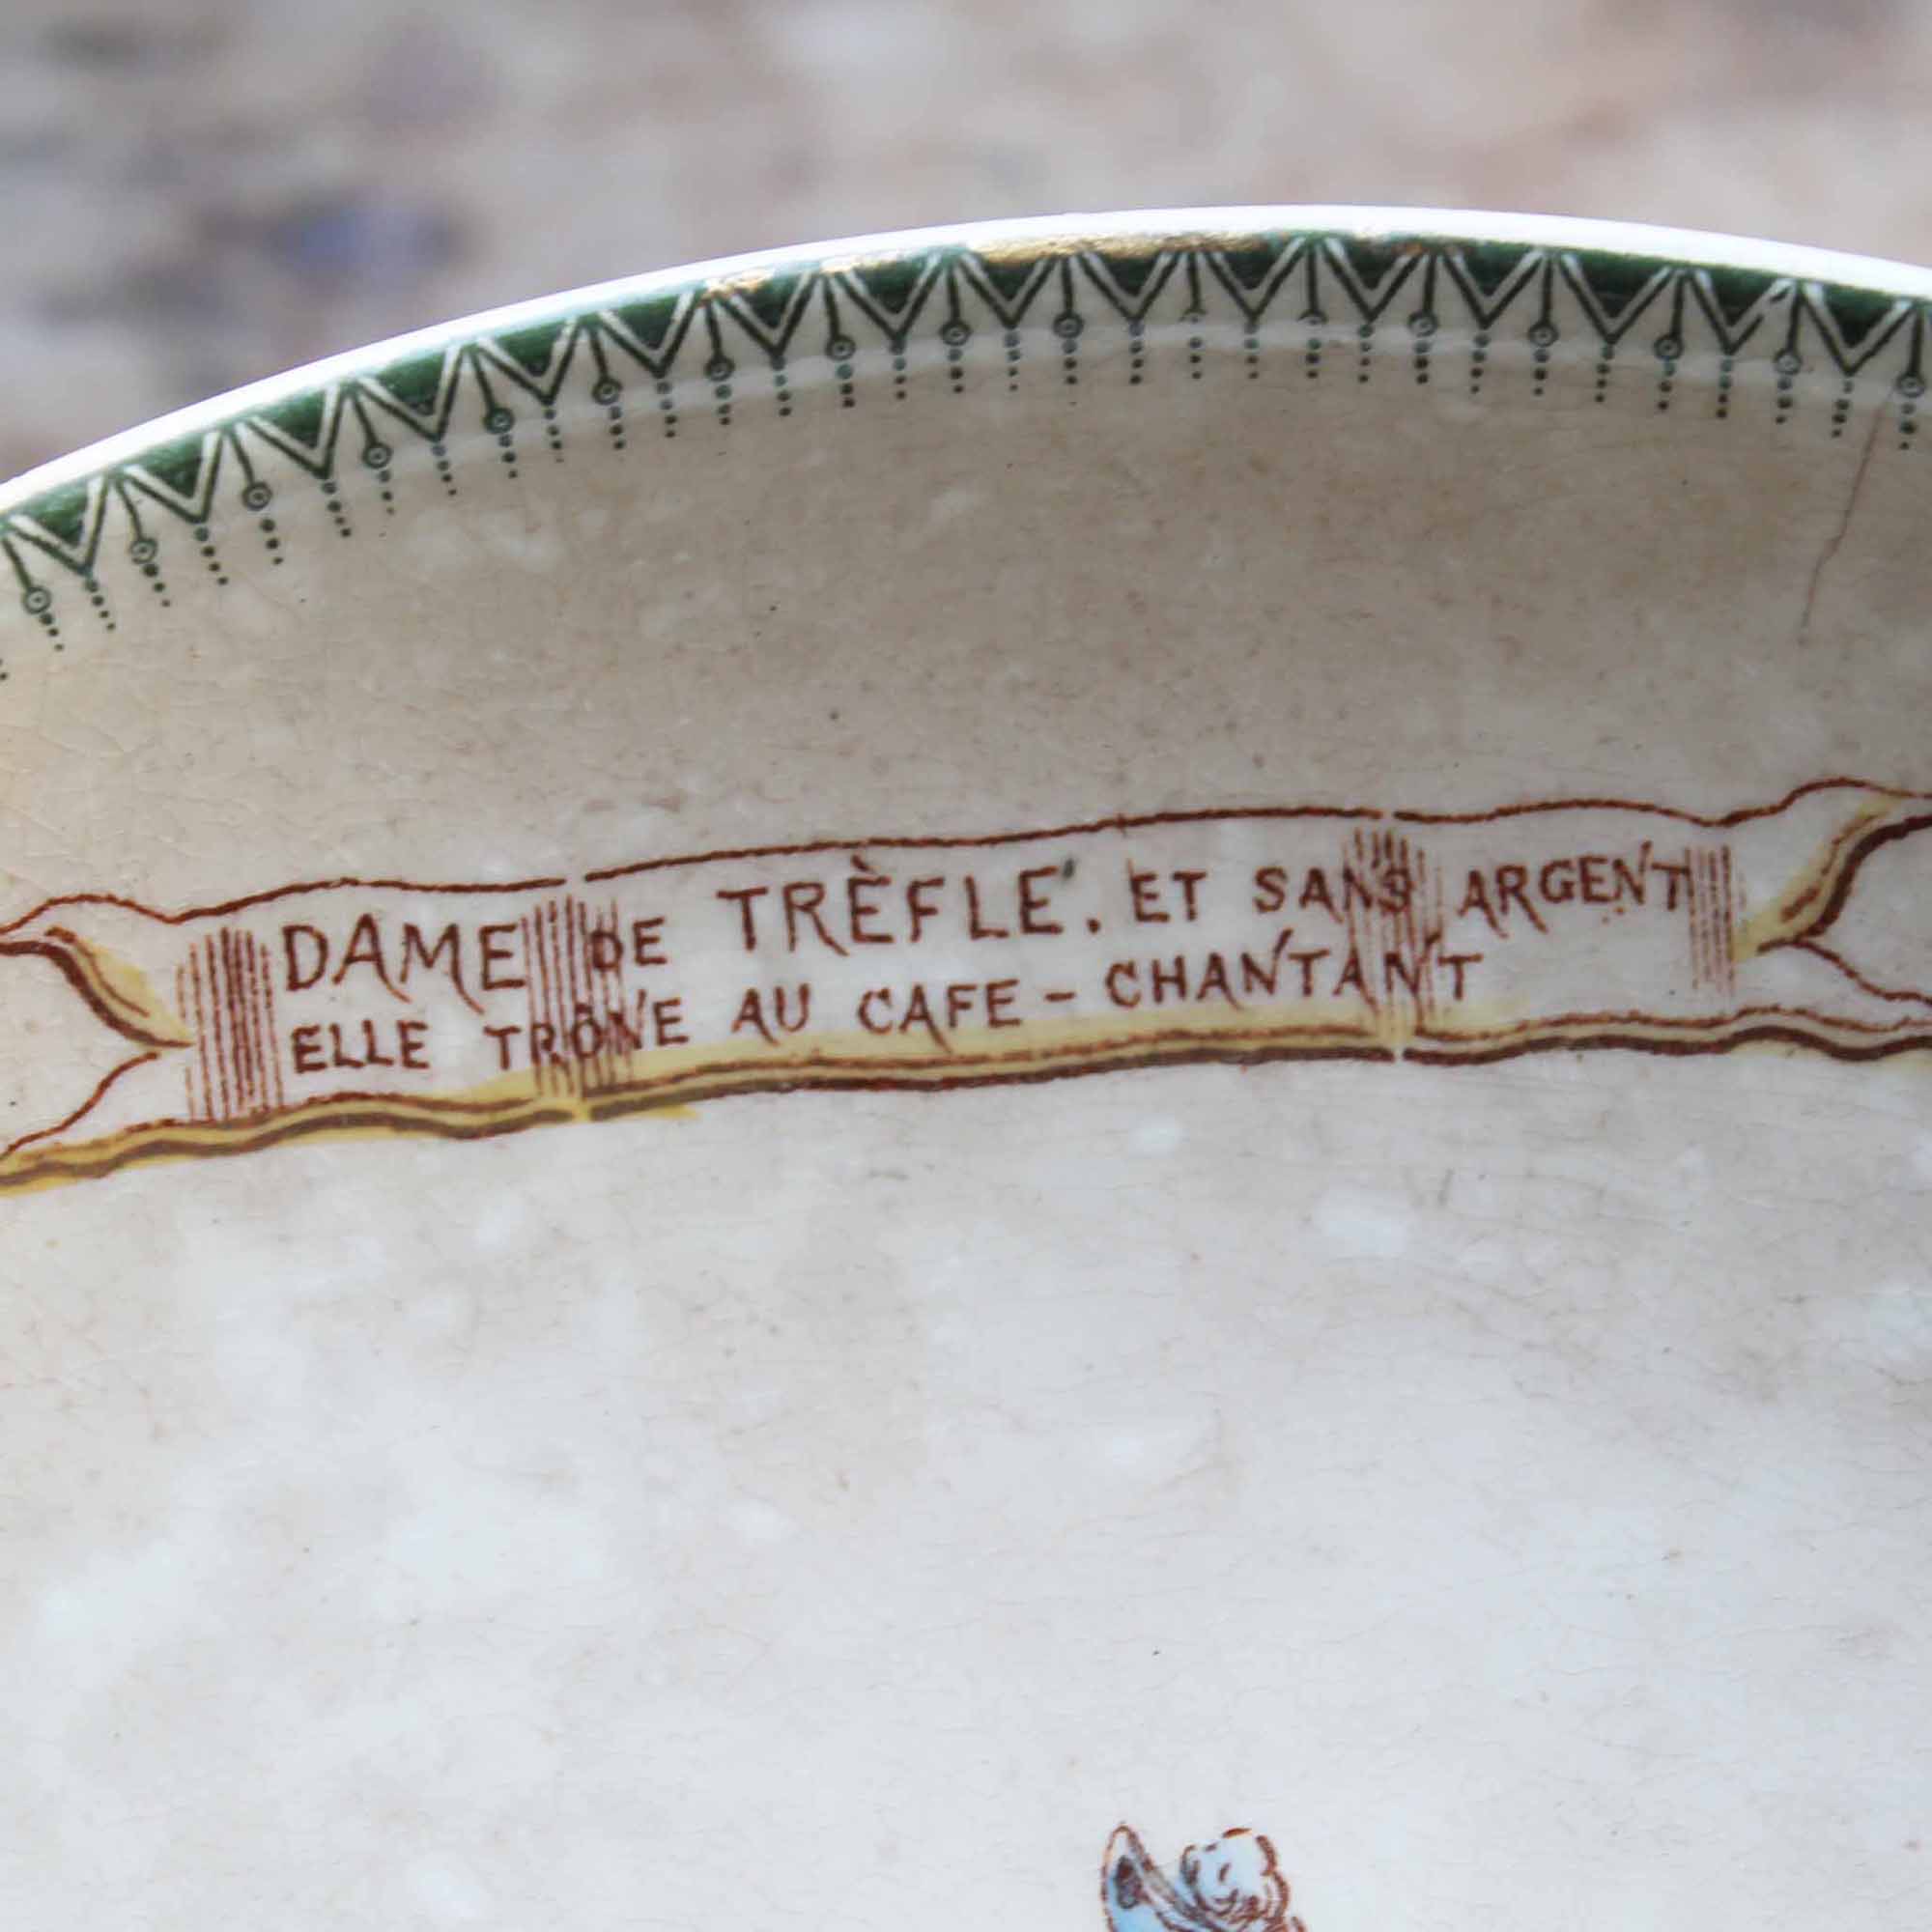 DAME DE TRÈFLE. ET SANS ARGENT
ELLE TRÔNE AU CAFE - CHANTANT